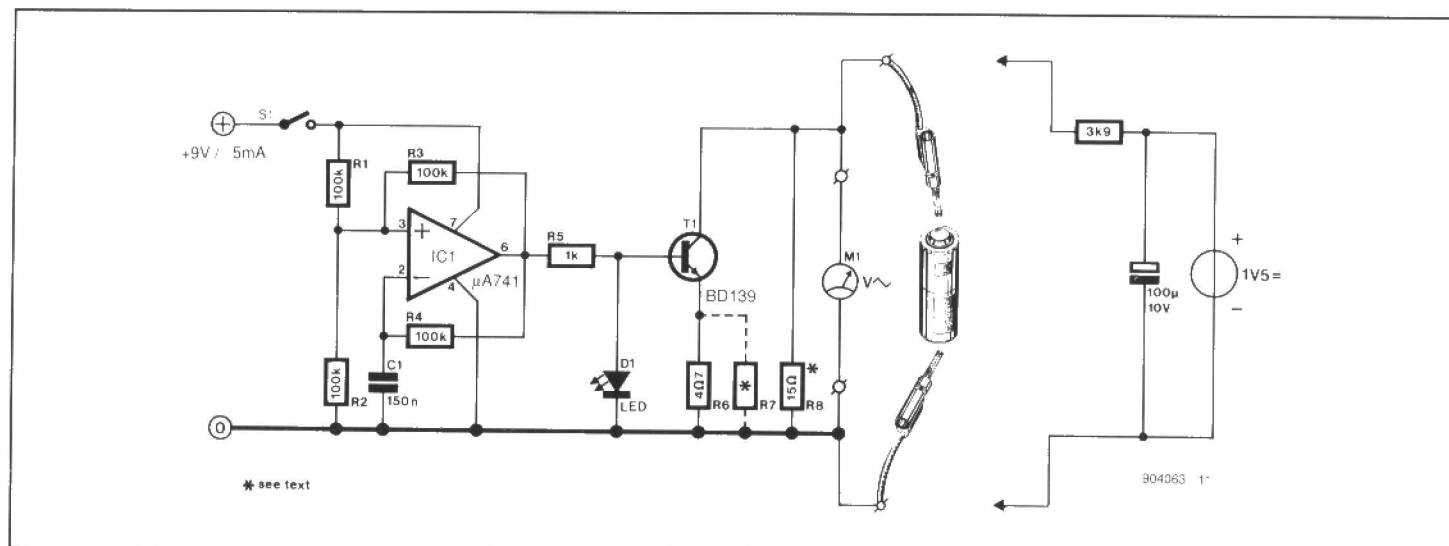 S1
+9V / 5mA
R1
100k
R3
100k
3
+
7
IC1
µA741
6
2
−
4
R4
100k
C1
150n
100k
R2
R5
1k
D1
LED
T1
BD139
4Ω7
R6
*
R7
15Ω
*
R8
M1
V~
3k9
100µ
10V
+
1V5=
−
+
0
* see text
904063